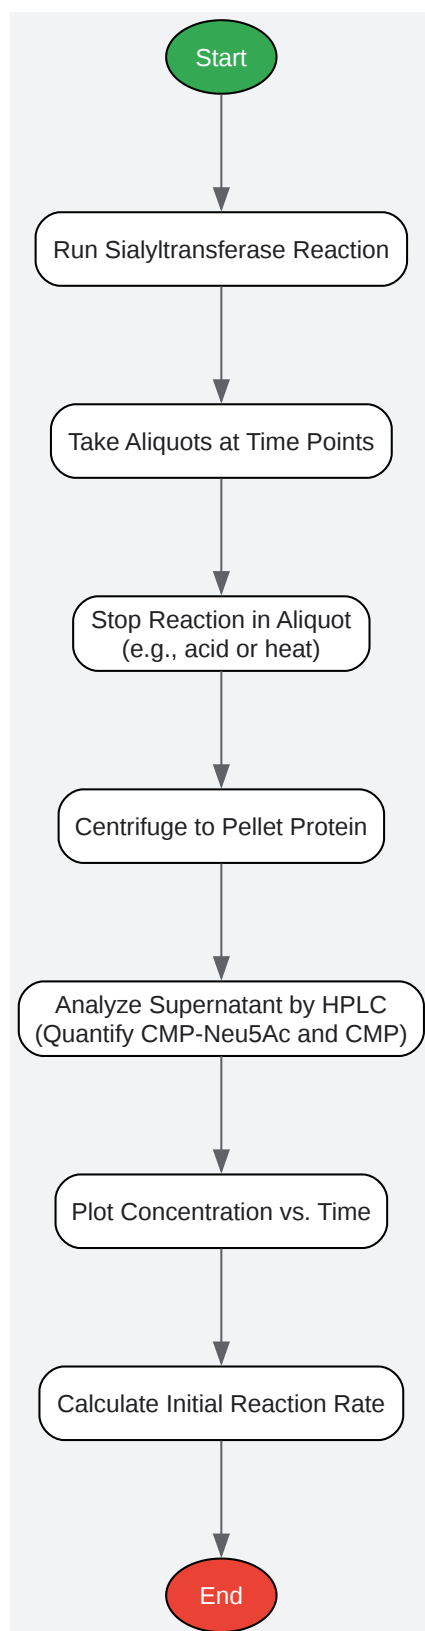 Start
Run Sialyltransferase Reaction
Take Aliquots at Time Points
Stop Reaction in Aliquot
(e.g., acid or heat)
Centrifuge to Pellet Protein
Analyze Supernatant by HPLC
(Quantify CMP-Neu5Ac and CMP)
Plot Concentration vs. Time
Calculate Initial Reaction Rate
End